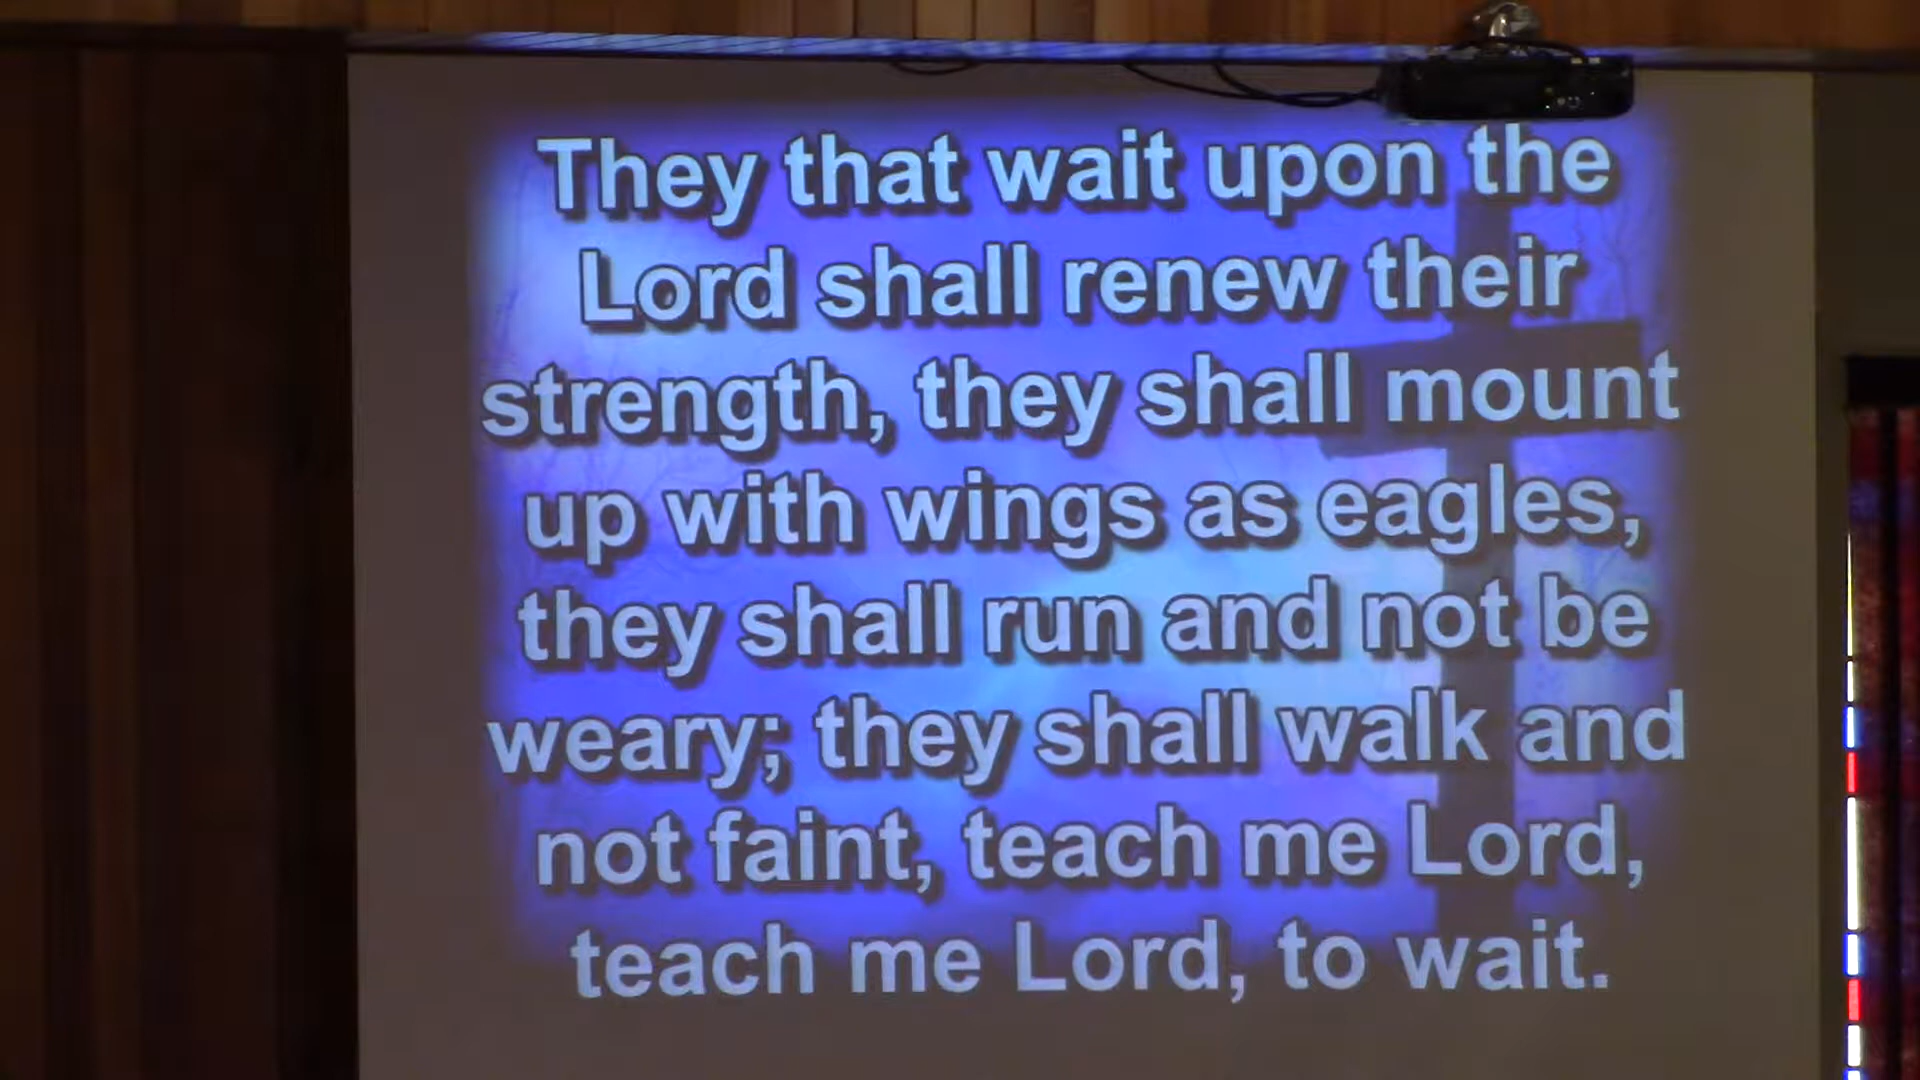 They that wait upon the
Lord shall renew their
strength, they shall mount
up with wings as eagles,
they shall run and not be
weary; they shall walk and
not faint, teach me Lord,
teach me Lord, to wait.